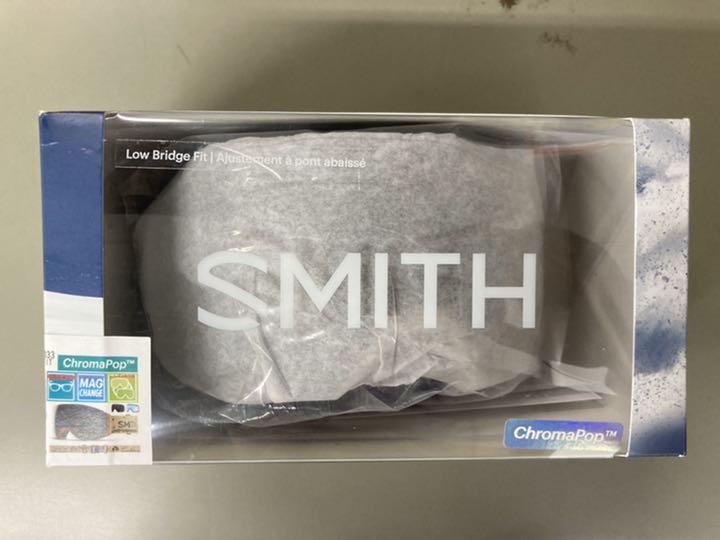 Low Bridge Fit | Ajustement à pont abaissé
SMITH
ChromaPop™
MAG
CHANGE
ChromaPop™